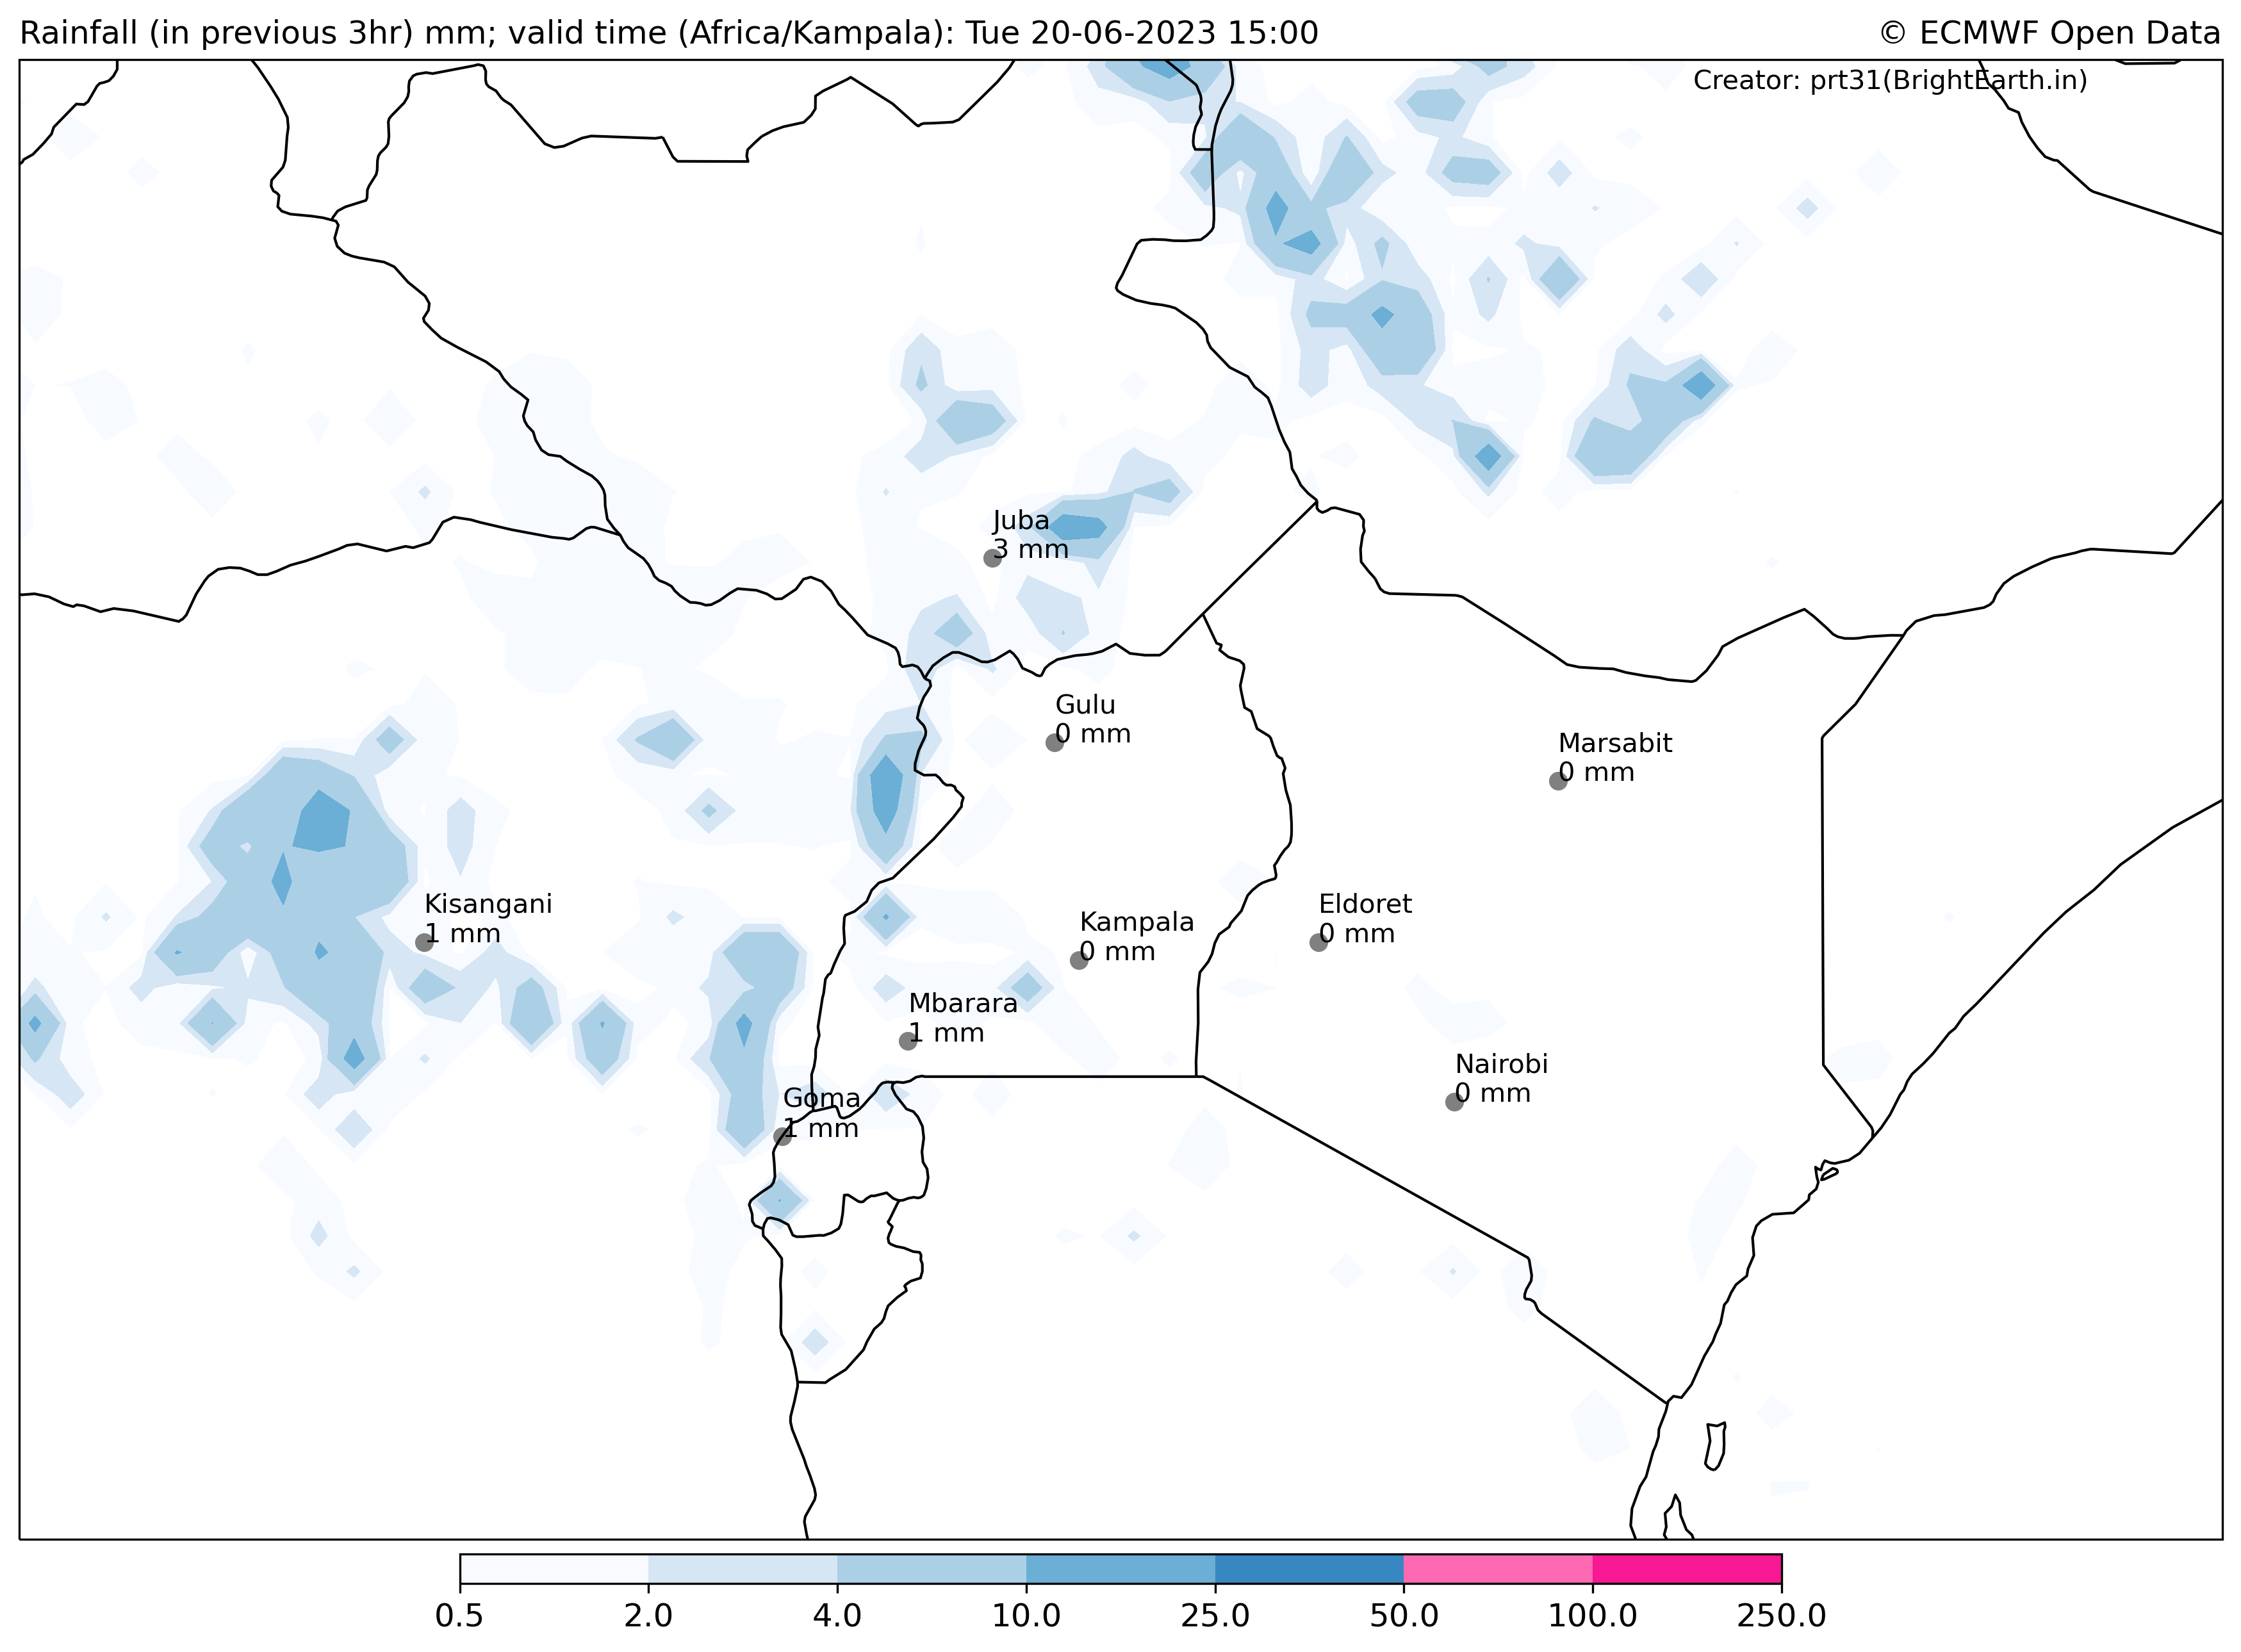 Rainfall (in previous 3hr) mm; valid time (Africa/Kampala): Tue 20-06-2023 15:00
© ECMWF Open Data
Creator: prt31(BrightEarth.in)
Juba
3 mm
Gulu
0 mm
Marsabit
0 mm
Kisangani
1 mm
Eldoret
0 mm
Kampala
0 mm
Mbarara
1 mm
Nairobi
0 mm
Goma
1 mm
0.5 2.0 4.0 10.0 25.0 50.0 100.0 250.0